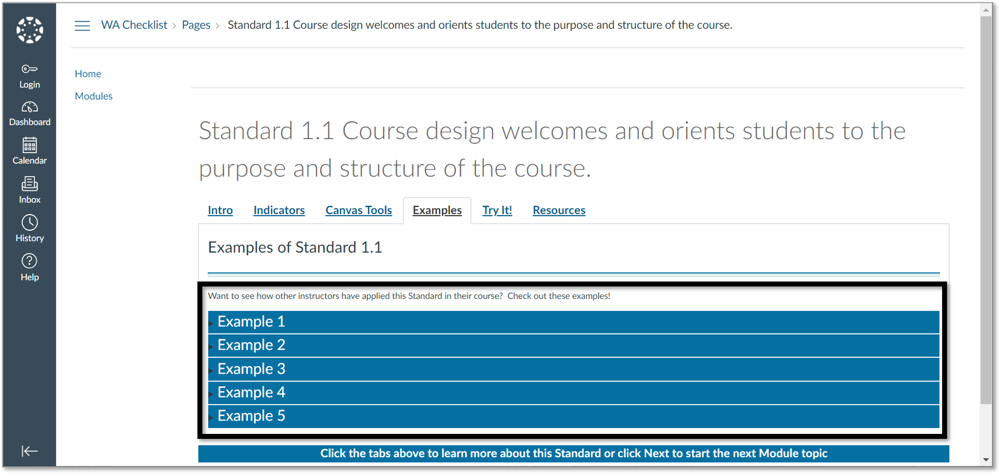 WA Checklist > Pages > Standard 1.1 Course design welcomes and orients students to the purpose and structure of the course.
Login
Dashboard
Calendar
Inbox
History
Help
Home
Modules
Standard 1.1 Course design welcomes and orients students to the
purpose and structure of the course.
Intro Indicators Canvas Tools Examples Try It! Resources
Examples of Standard 1.1
Want to see how other instructors have applied this Standard in their course? Check out these examples!
Example 1
Example 2
Example 3
Example 4
Example 5
Click the tabs above to learn more about this Standard or click Next to start the next Module topic